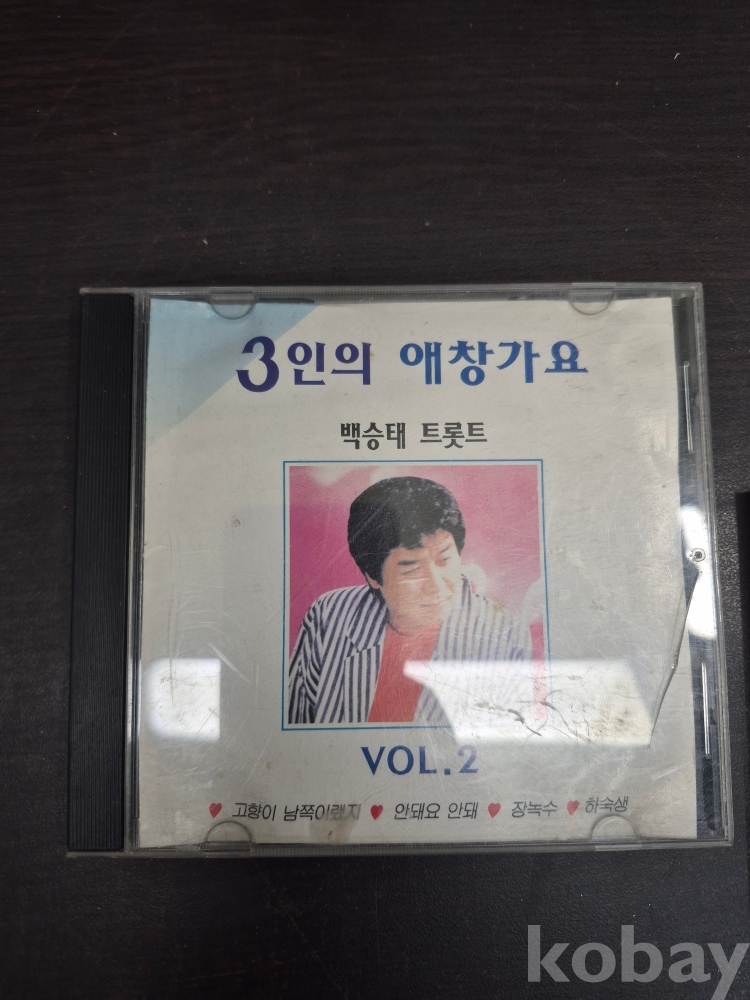 3인의 애창가요
백승태 트롯트
VOL.2
고향이 남쪽이랬지 안돼요 안돼 장녹수 하숙생
kobay